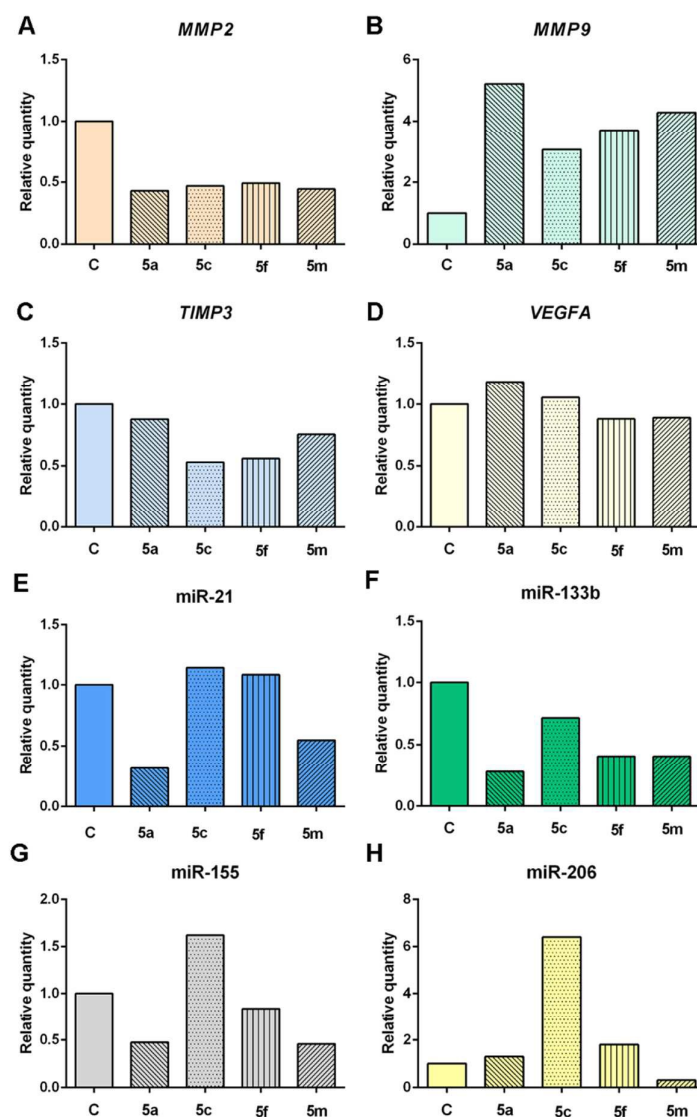 A
MMP2
Relative quantity
1.5
1.0
0.5
0.0
C 5a 5c 5f 5m
B
MMP9
Relative quantity
6
4
2
0
C 5a 5c 5f 5m
C
TIMP3
Relative quantity
1.5
1.0
0.5
0.0
C 5a 5c 5f 5m
D
VEGFA
Relative quantity
1.5
1.0
0.5
0.0
C 5a 5c 5f 5m
E
miR-21
Relative quantity
1.5
1.0
0.5
0.0
C 5a 5c 5f 5m
F
miR-133b
Relative quantity
1.5
1.0
0.5
0.0
C 5a 5c 5f 5m
G
miR-155
Relative quantity
2.0
1.5
1.0
0.5
0.0
C 5a 5c 5f 5m
H
miR-206
Relative quantity
8
6
4
2
0
C 5a 5c 5f 5m